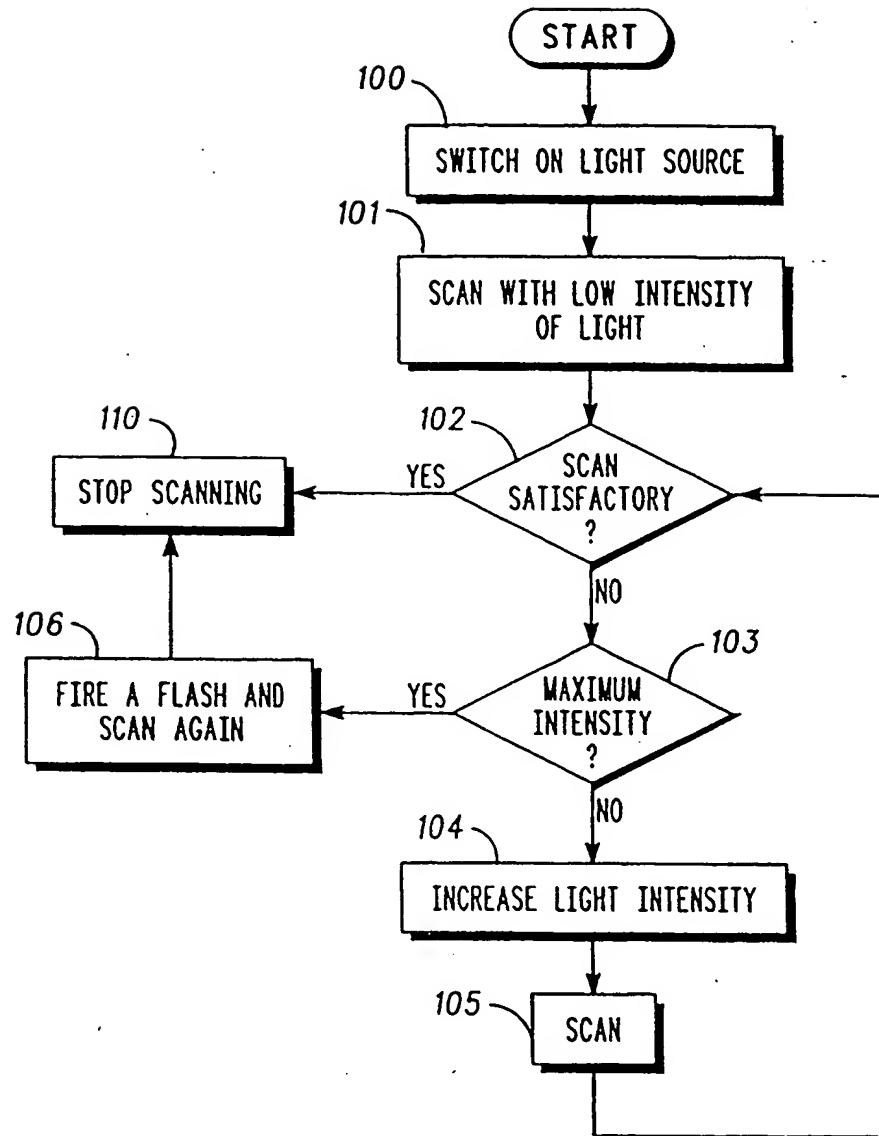 START
100
SWITCH ON LIGHT SOURCE
101
SCAN WITH LOW INTENSITY
OF LIGHT
102
SCAN
SATISFACTORY
?
YES
110
STOP SCANNING
NO
103
MAXIMUM
INTENSITY
?
YES
106
FIRE A FLASH AND
SCAN AGAIN
NO
104
INCREASE LIGHT INTENSITY
105
SCAN